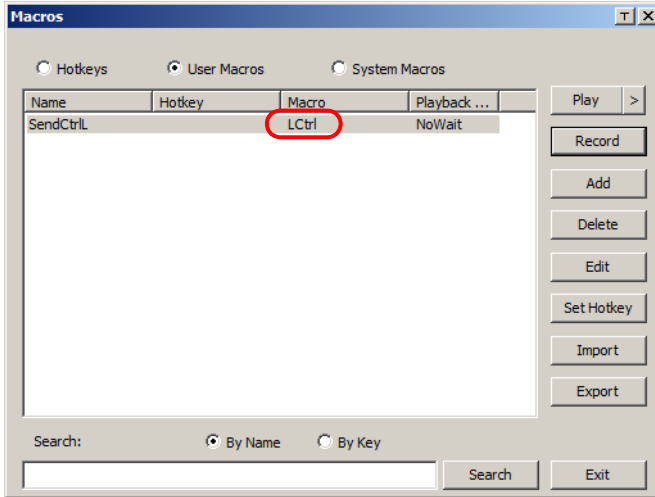 Macros T X
Hotkeys User Macros System Macros
Name Hotkey Macro Playback ... Play >
SendCtrlL LCtrl NoWait
Record
Add
Delete
Edit
Set Hotkey
Import
Export
Search: By Name By Key
Search Exit